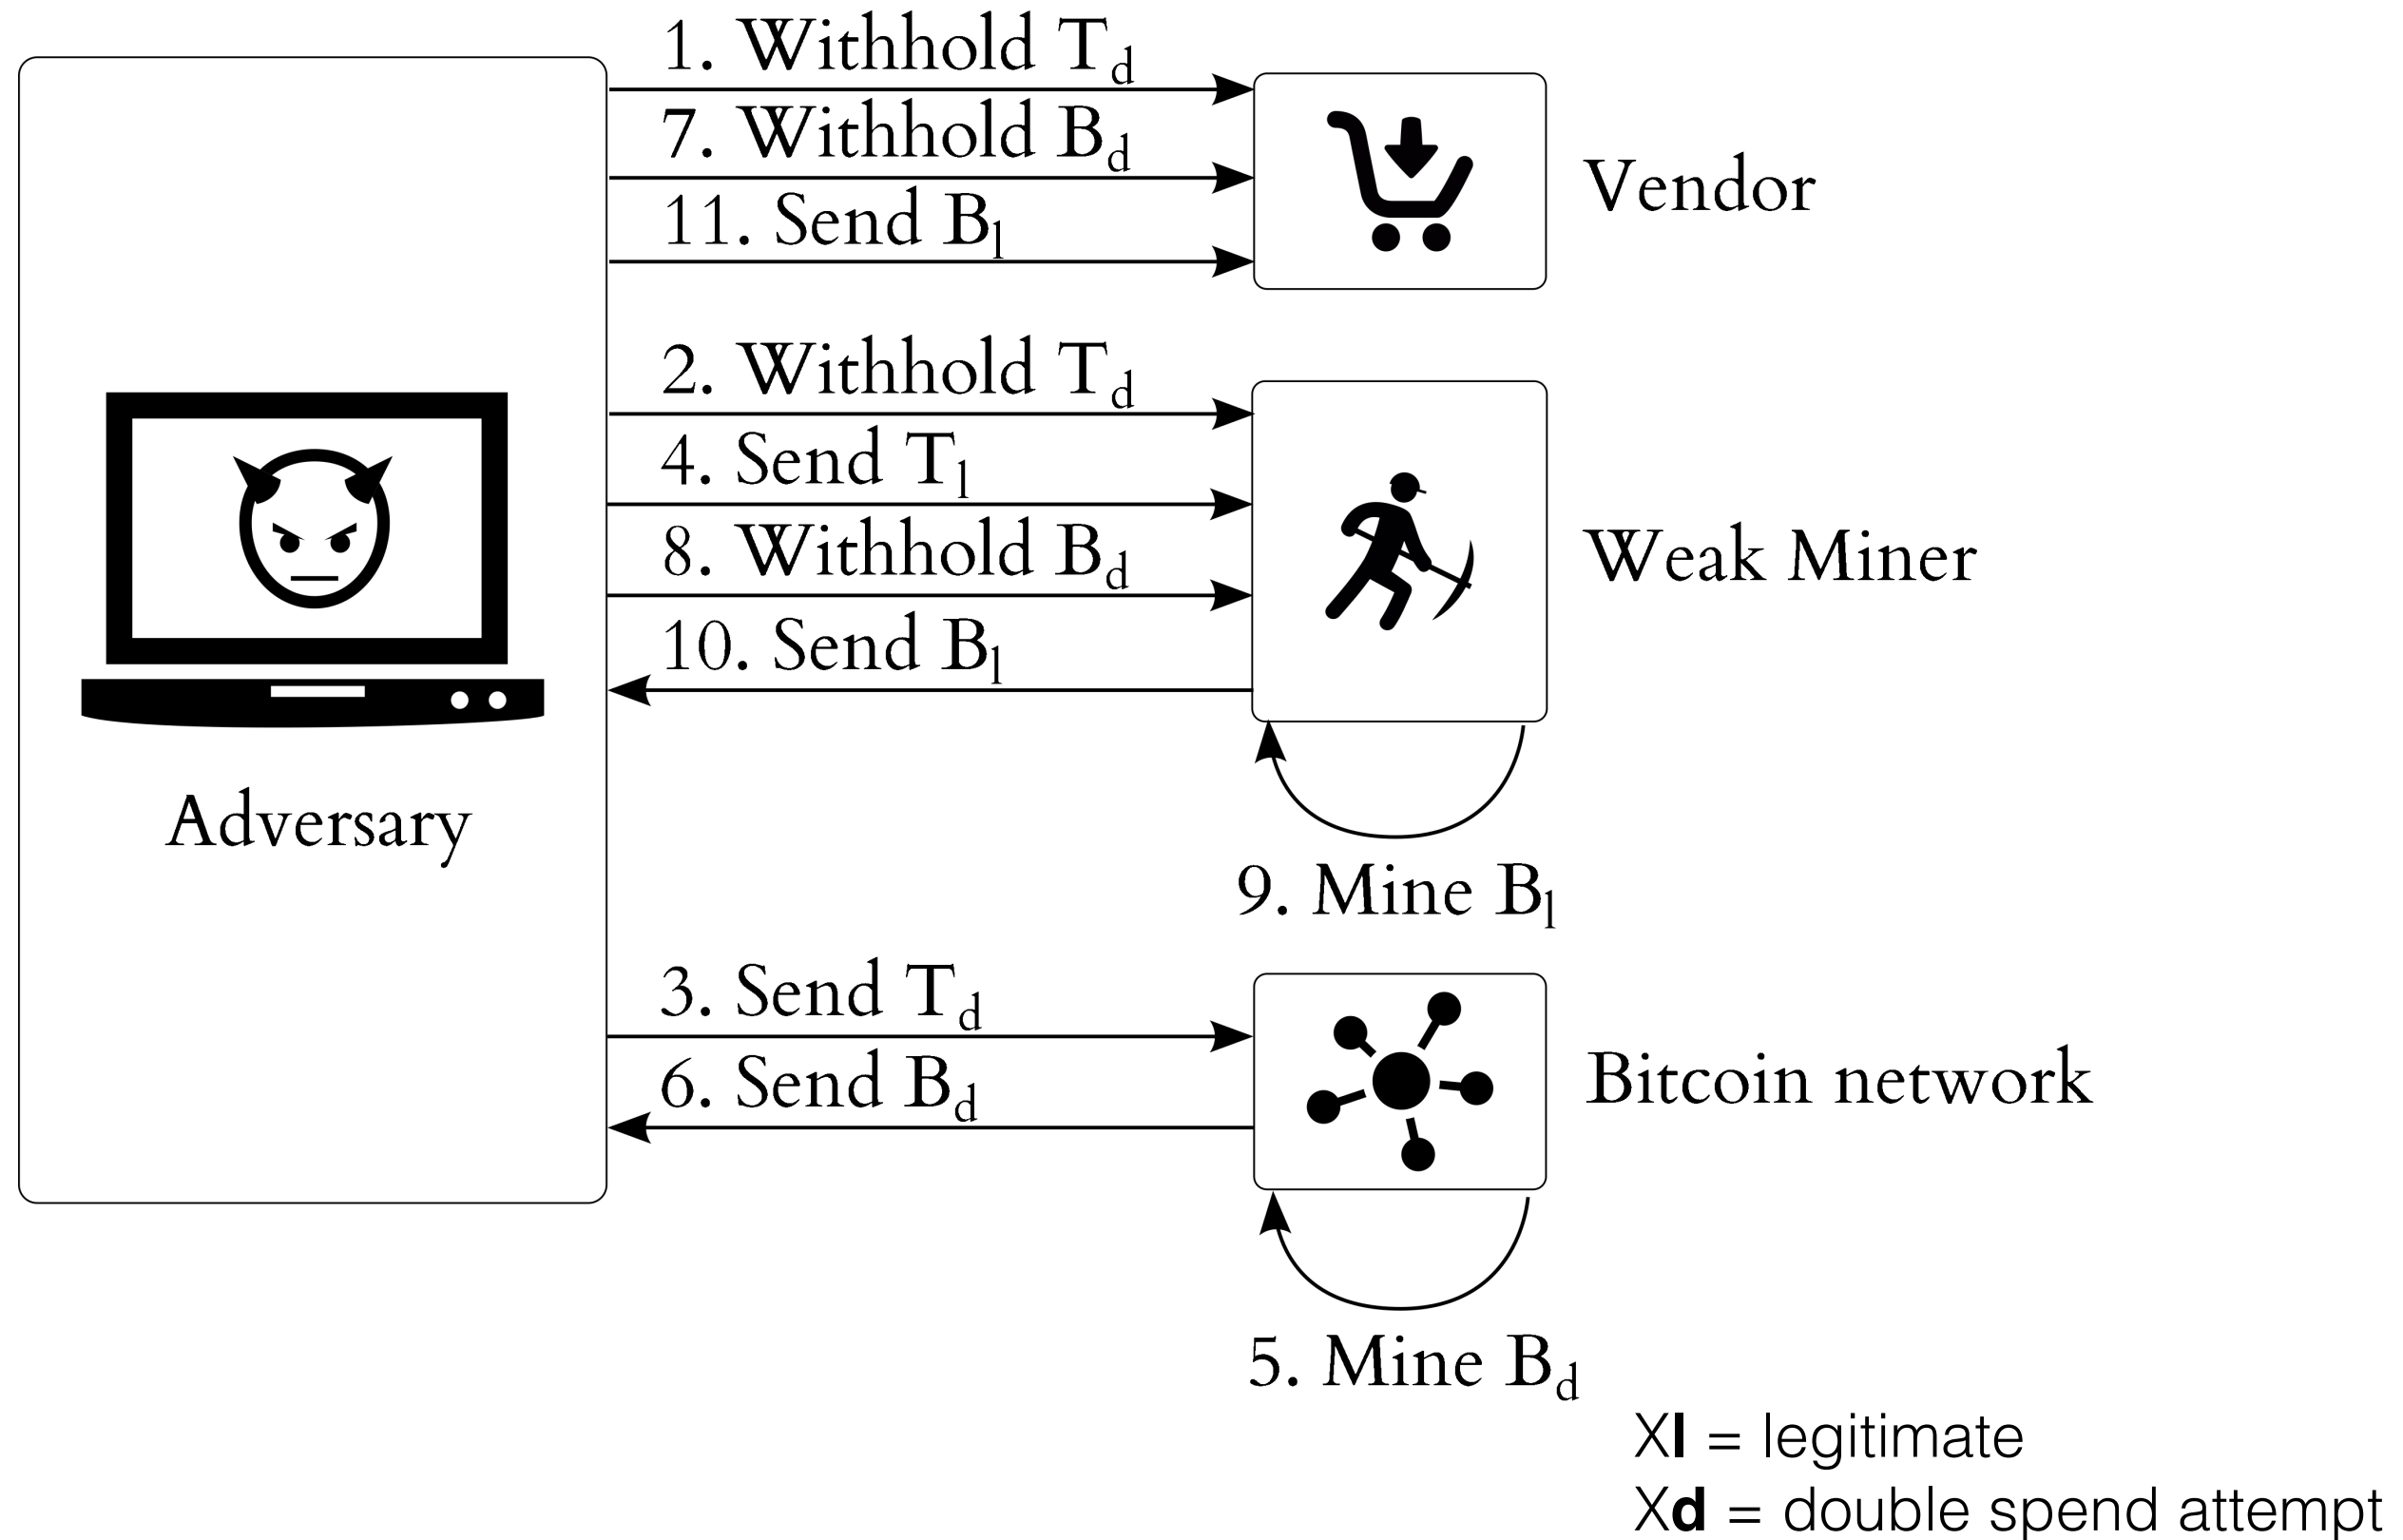 1. Withhold Td
7. Withhold Bd
11. Send Bl
Vendor
2. Withhold Td
4. Send Tl
8. Withhold Bd
10. Send Bl
Weak Miner
Adversary
9. Mine Bl
3. Send Td
6. Send Bd
Bitcoin network
5. Mine Bd
Xl = legitimate
Xd = double spend attempt